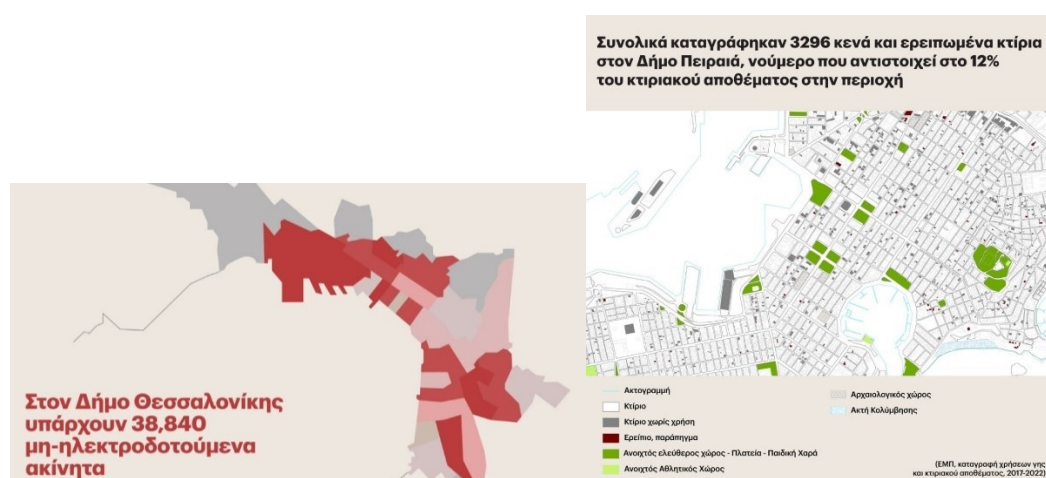 Συνολικά καταγράφηκαν 3296 κενά και ερειπωμένα κτίρια
στον Δήμο Πειραιά, νούμερο που αντιστοιχεί στο 12%
του κτιριακού αποθέματος στην περιοχή
Στον Δήμο Θεσσαλονίκης
υπάρχουν 38,840
μη-ηλεκτροδοτούμενα
ακίνητα
Ακτογραμμή
Κτίριο
Κτίριο χωρίς χρήση
Ερείπιο, παράπηγμα
Ανοιχτός ελεύθερος χώρος - Πλατεία - Παιδική Χαρά
Ανοιχτός Αθλητικός Χώρος
Αρχαιολογικός χώρος
Ακτή Κολύμβησης
(ΕΜΠ, καταγραφή χρήσεων γης
και κτιριακού αποθέματος, 2017-2022)